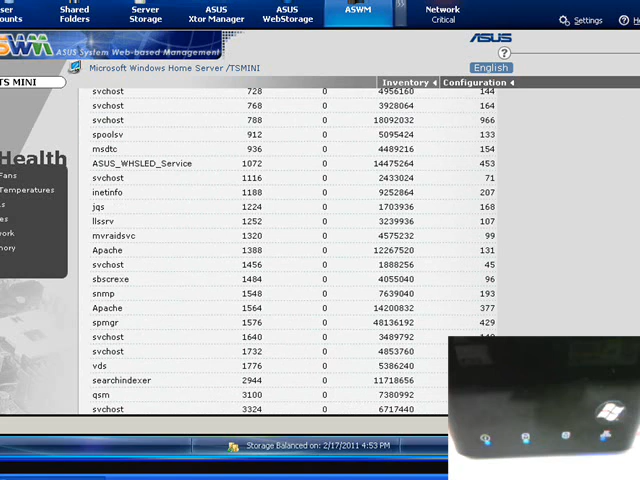 ser Shared Server ASUS ASUS ASWM Network
ounts Folders Storage Xtor Manager WebStorage Critical Settings H
ASWM ASUS System Web-based Management ASUS
Microsoft Windows Home Server /TSMINI English
TS MINI Inventory Configuration
svchost 728 0 4956160 144
svchost 768 0 3928064 164
svchost 788 0 18092032 966
spoolsv 912 0 5095424 133
msdtc 936 0 4489216 154
Health
ASUS_WHSLED_Service 1072 0 14475264 453
Fans
svchost 1116 0 2433024 71
Temperatures
inetinfo 1188 0 9252864 207
s
jqs 1224 0 1703936 168
es
llssrv 1252 0 3239936 107
ork
mvraidsvc 1320 0 4575232 99
ory
Apache 1388 0 12267520 131
svchost 1456 0 1888256 45
sbscrexe 1484 0 4055040 96
snmp 1548 0 7639040 193
Apache 1564 0 14200832 377
spmgr 1576 0 48136192 429
svchost 1640 0 3489792
svchost 1732 0 4853760
vds 1776 0 5386240
searchindexer 2944 0 11718656
qsm 3100 0 7380992
svchost 3324 0 6717440
Storage Balanced on: 2/17/2011 4:53 PM